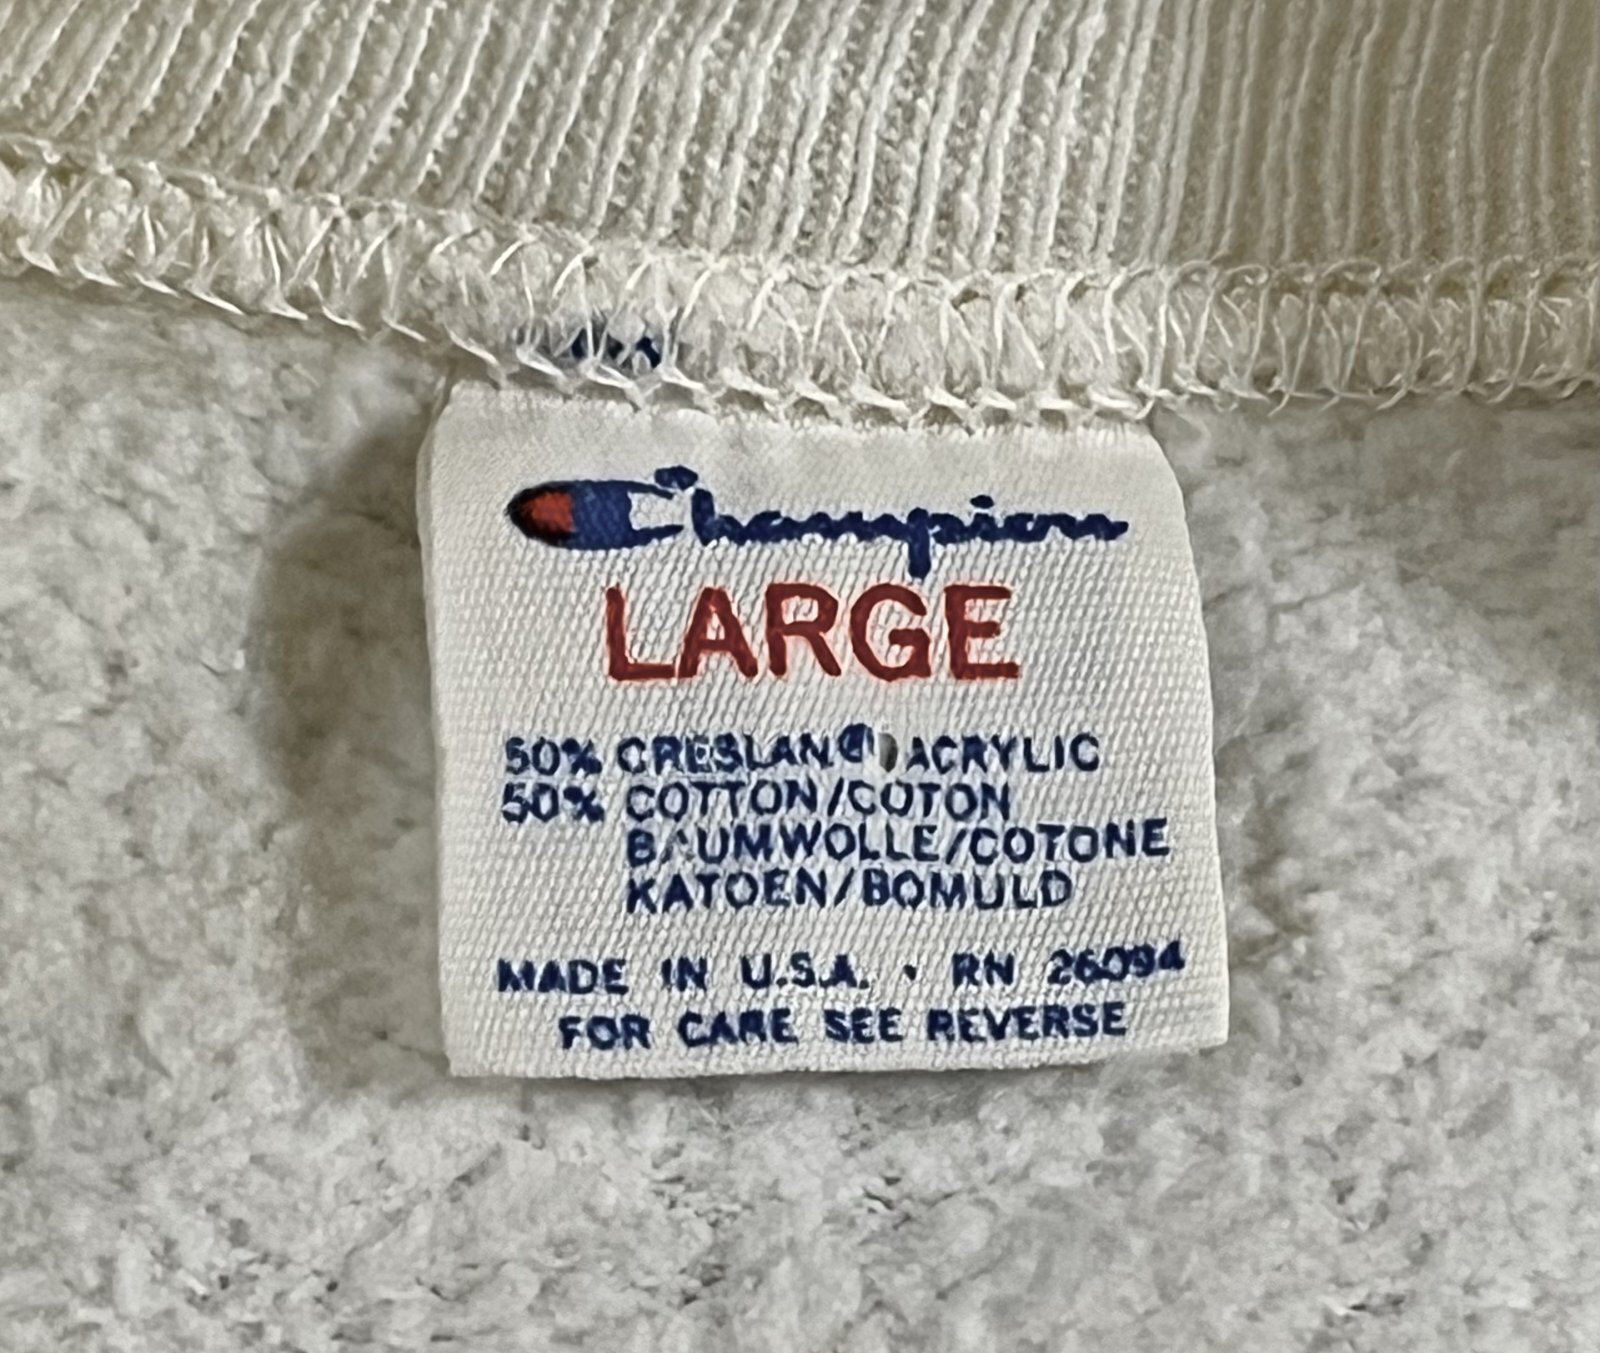 Champion
LARGE
50% CRESLAN® ACRYLIC
50% COTTON/COTON
BAUMWOLLE/COTONE
KATOEN/BOMULD
MADE IN U.S.A. • RN 26094
FOR CARE SEE REVERSE